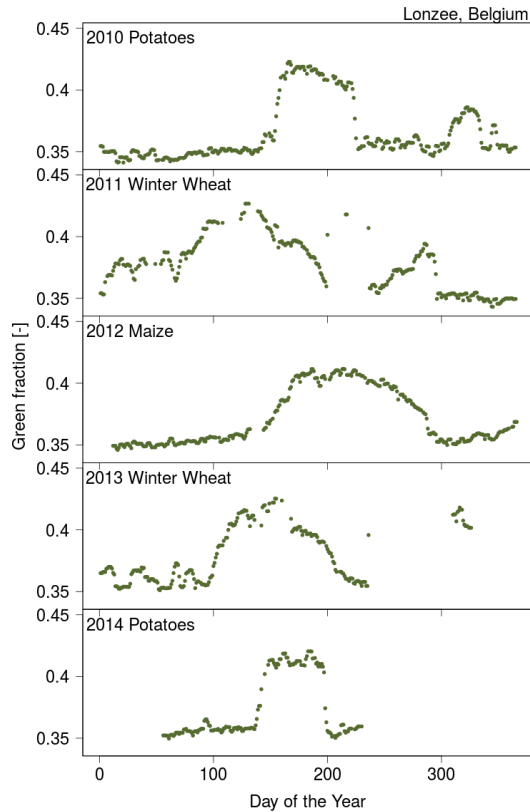 Lonzee, Belgium
0.45
2010 Potatoes
0.4
0.35
0.45
2011 Winter Wheat
0.4
0.35
0.45
2012 Maize
0.4
0.35
0.45
2013 Winter Wheat
0.4
0.35
0.45
2014 Potatoes
0.4
0.35
Green fraction [-]
0 100 200 300
Day of the Year